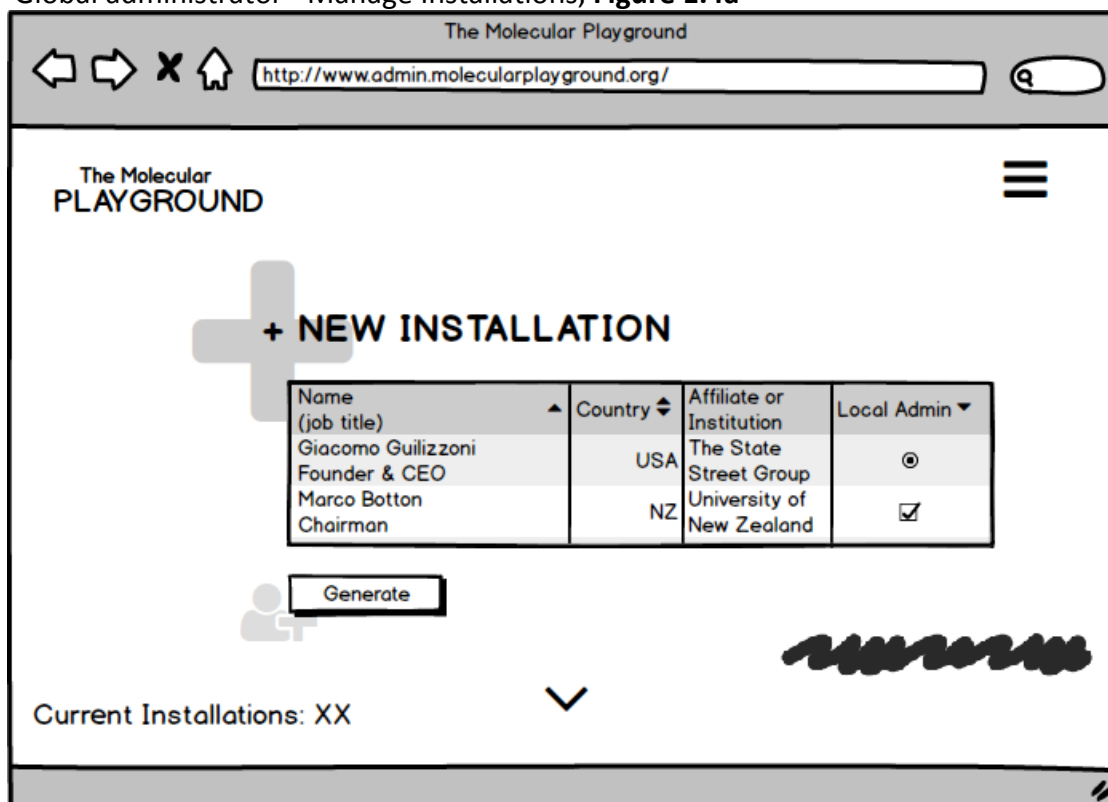 Global administrator - Manage Installations, Figure 2.4a
The Molecular Playground
http://www.admin.molecularplayground.org/
The Molecular
PLAYGROUND
+ NEW INSTALLATION
Name
(job title)
Country
Affiliate or
Institution
Local Admin
Giacomo Guilizzoni
Founder & CEO
USA
The State
Street Group
Marco Botton
Chairman
NZ
University of
New Zealand
Generate
Current Installations: XX